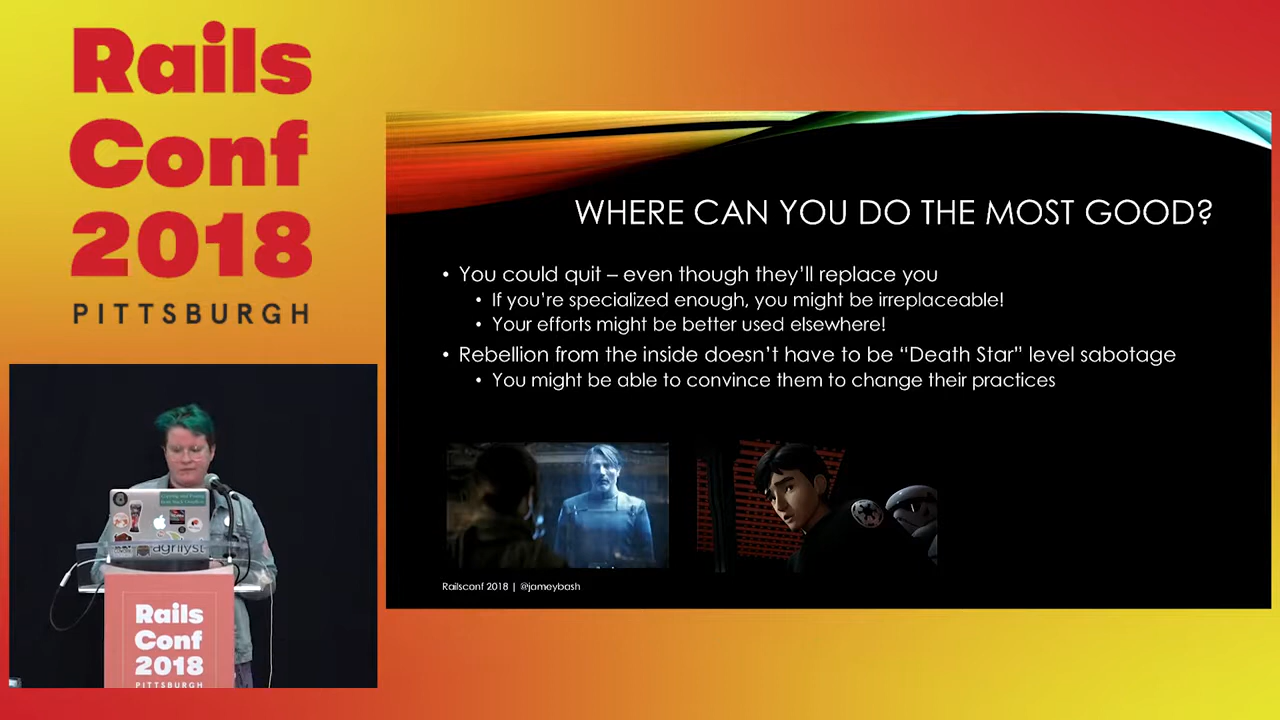 Rails
Conf
2018
PITTSBURGH
WHERE CAN YOU DO THE MOST GOOD?
• You could quit – even though they'll replace you
• If you're specialized enough, you might be irreplaceable!
• Your efforts might be better used elsewhere!
• Rebellion from the inside doesn't have to be “Death Star” level sabotage
• You might be able to convince them to change their practices
Railsconf 2018 | @jameybash
agrilyst
Rails
Conf
2018
PITTSBURGH